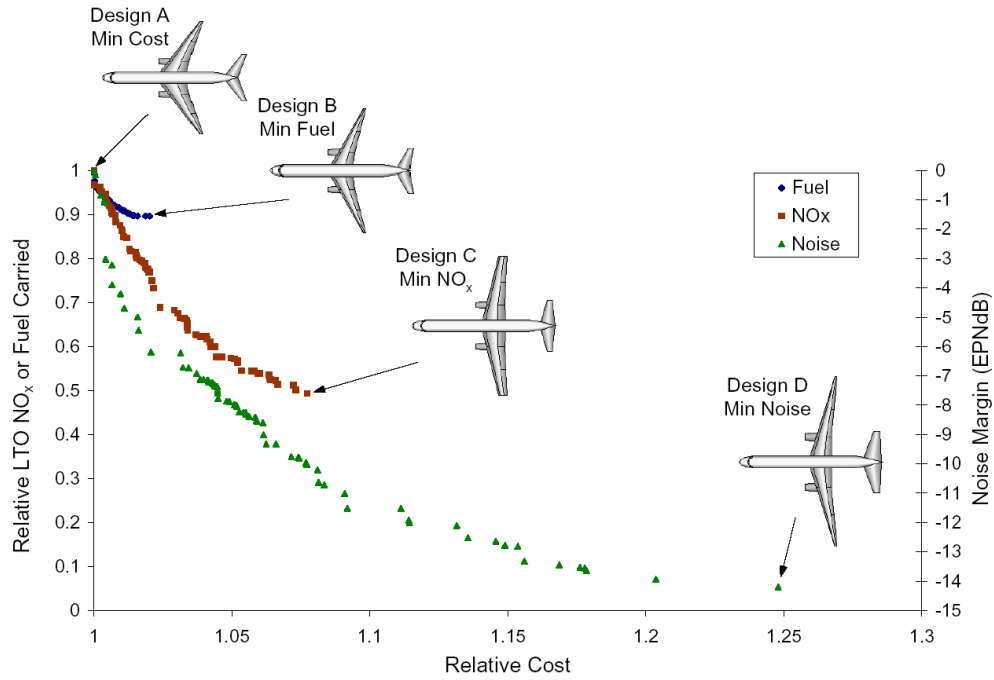 Design A
Min Cost
Design B
Min Fuel
Design C
Min NOx
Design D
Min Noise
Fuel
NOx
Noise
Relative LTO NOx or Fuel Carried
1
0.9
0.8
0.7
0.6
0.5
0.4
0.3
0.2
0.1
0
Noise Margin (EPNdB)
0
-1
-2
-3
-4
-5
-6
-7
-8
-9
-10
-11
-12
-13
-14
-15
1
1.05
1.1
1.15
1.2
1.25
1.3
Relative Cost